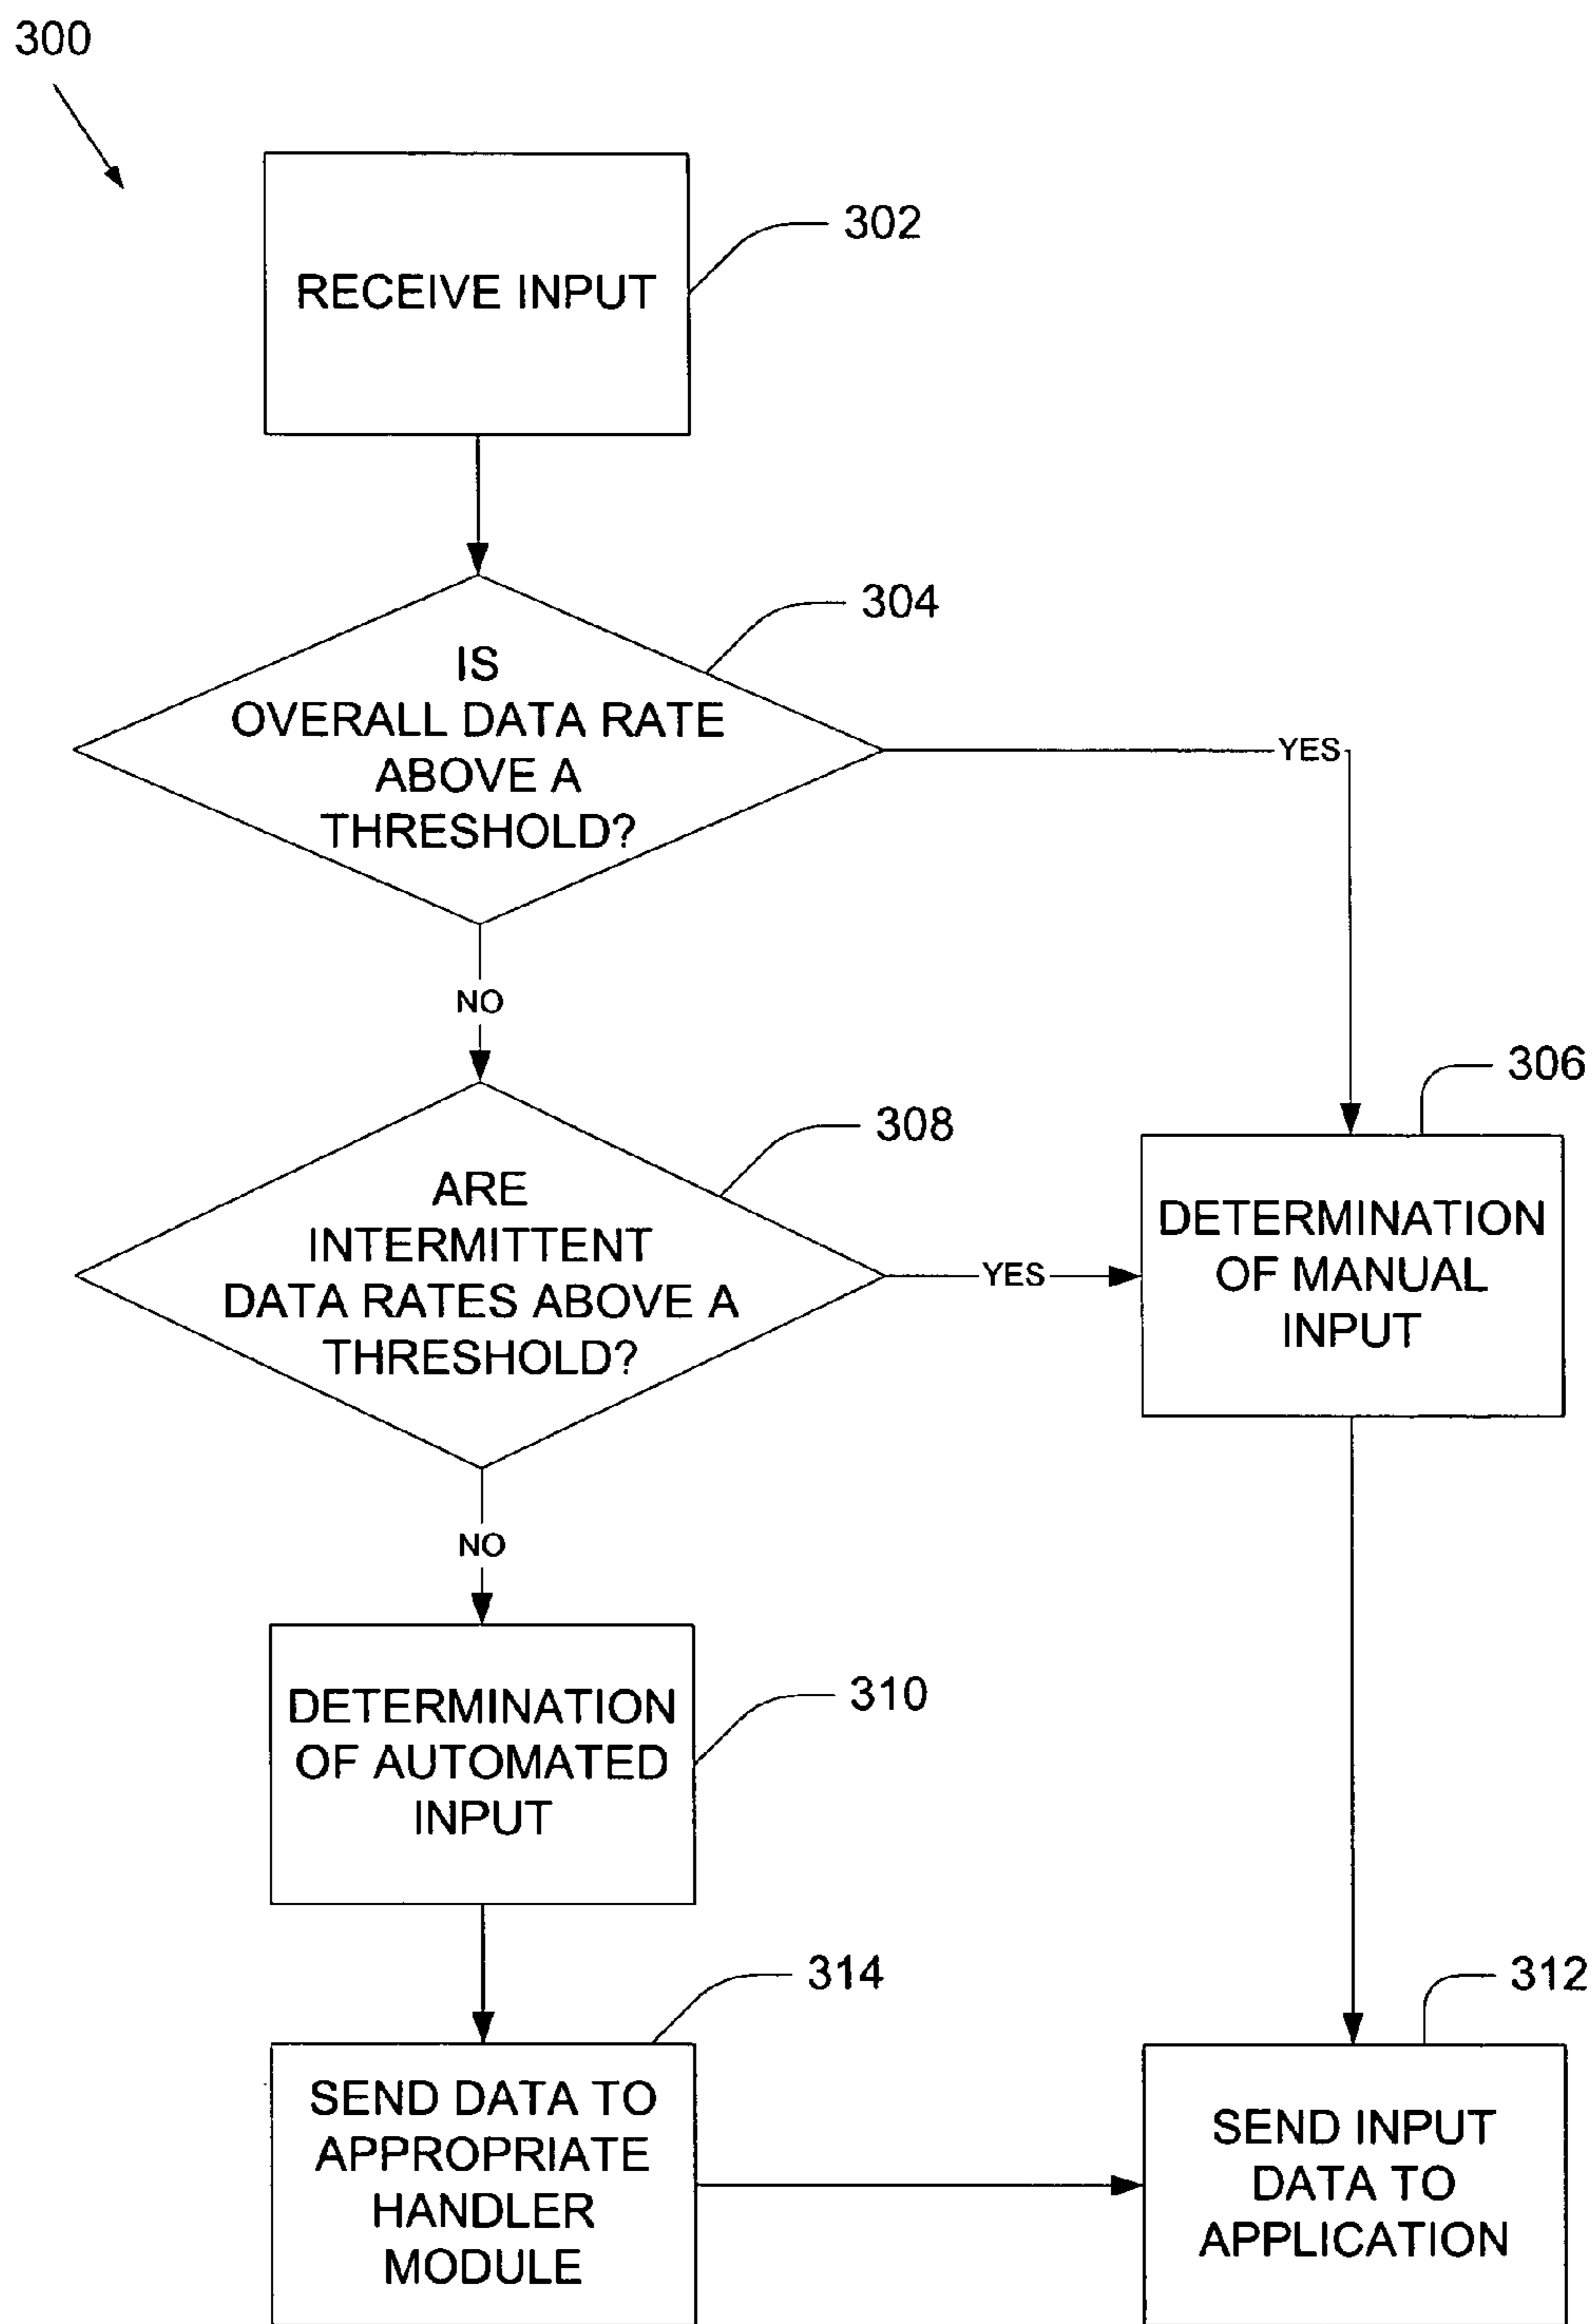 300
302
RECEIVE INPUT
304
IS
OVERALL DATA RATE
ABOVE A
THRESHOLD?
YES
NO
306
308
ARE
INTERMITTENT
DATA RATES ABOVE A
THRESHOLD?
YES
DETERMINATION
OF MANUAL
INPUT
NO
310
DETERMINATION
OF AUTOMATED
INPUT
314
312
SEND DATA TO
APPROPRIATE
HANDLER
MODULE
SEND INPUT
DATA TO
APPLICATION